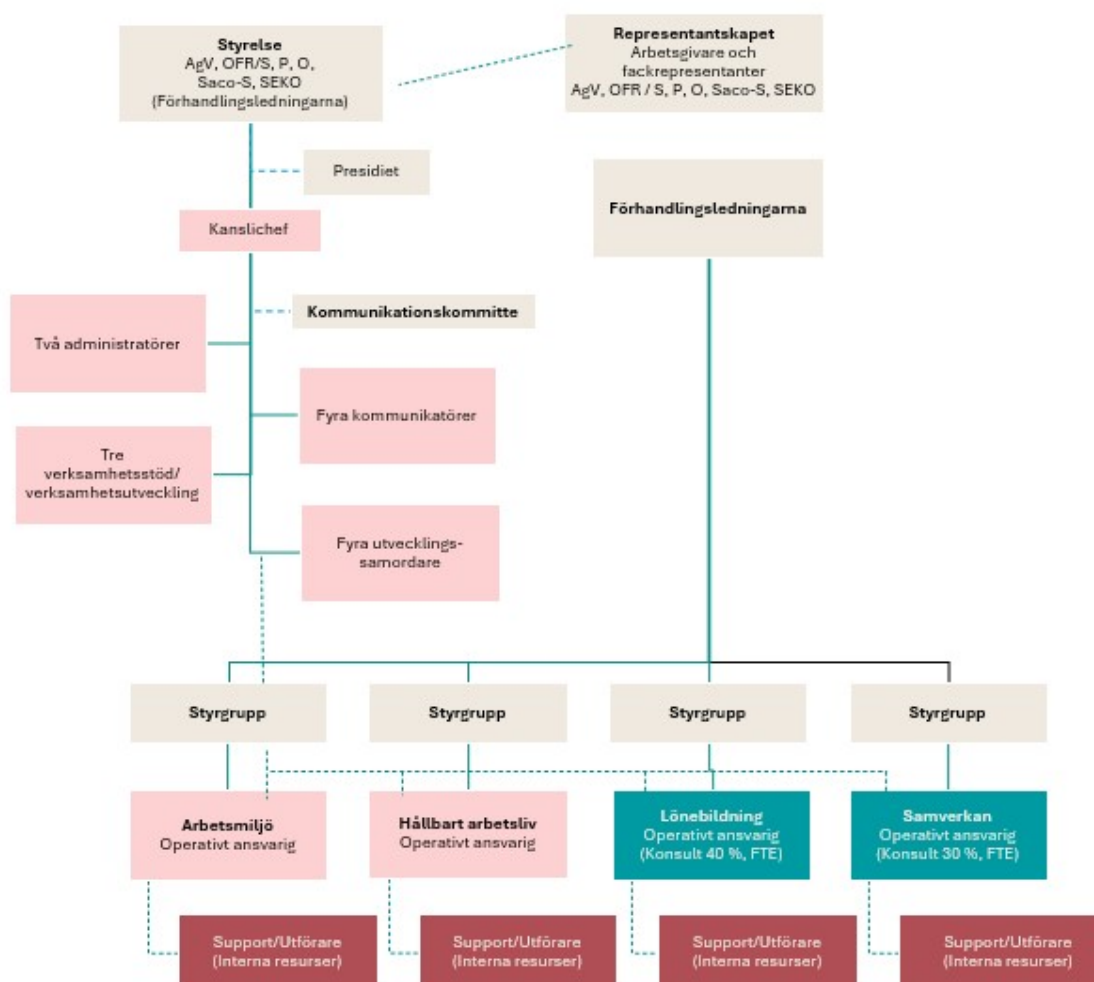 Styrelse
AgV, OFR/S, P, O,
Saco-S, SEKO
(Förhandlingsledningarna)
Representantskapet
Arbetsgivare och
fackrepresentanter
AgV, OFR / S, P, O, Saco-S, SEKO
Presidiet
Förhandlingsledningarna
Kanslichef
Kommunikationskommitte
Två administratörer
Fyra kommunikatörer
Tre
verksamhetsstöd/
verksamhetsutveckling
Fyra utvecklings-
samordare
Styrgrupp
Styrgrupp
Styrgrupp
Styrgrupp
Arbetsmiljö
Operativt ansvarig
Hållbart arbetsliv
Operativt ansvarig
Lönebildning
Operativt ansvarig
(Konsult 40 %, FTE)
Samverkan
Operativt ansvarig
(Konsult 30 %, FTE)
Support/Utförare
(Interna resurser)
Support/Utförare
(Interna resurser)
Support/Utförare
(Interna resurser)
Support/Utförare
(Interna resurser)